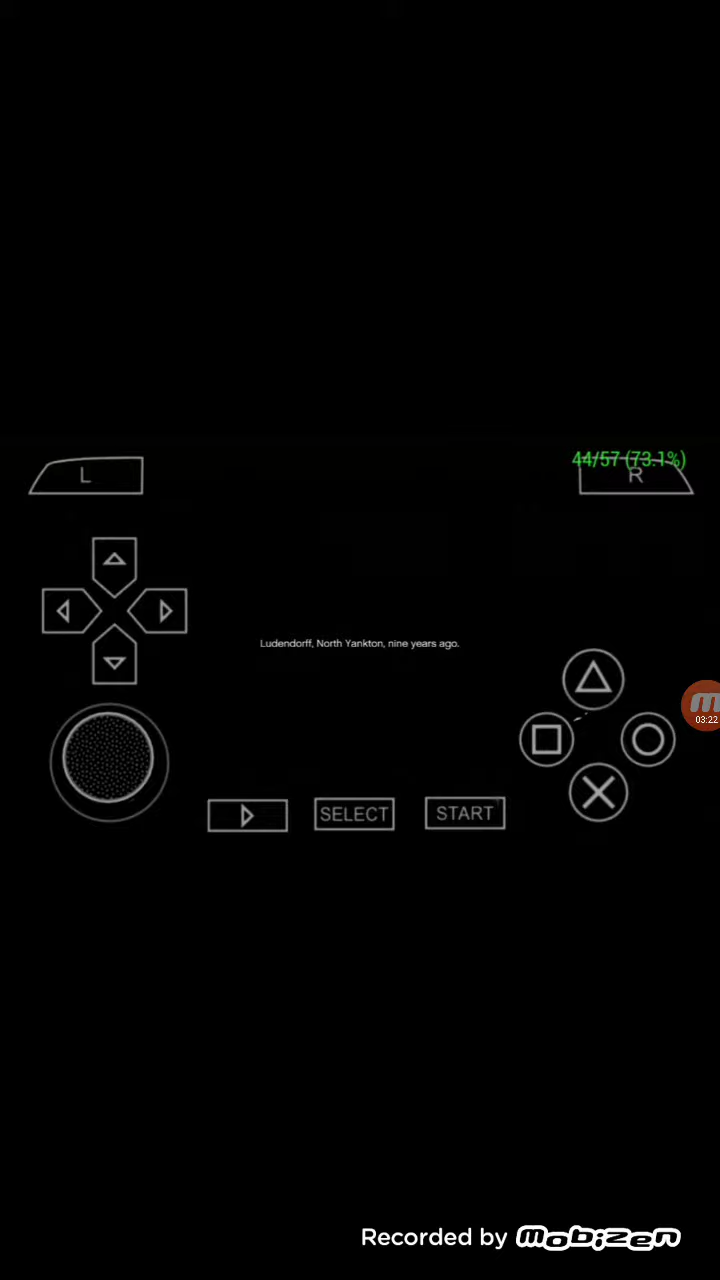 44/57 (73.1%)
L
R
Ludendorff, North Yankton, nine years ago.
03:22
SELECT
START
Recorded by mobizen